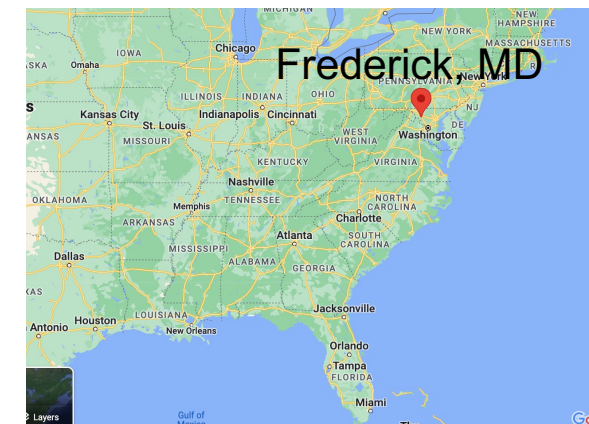 MICHIGAN
NEW
HAMPSHIRE
NEW YORK
MASSACHUSETTS
IOWA
Chicago
Omaha
Frederick, MD
PENNSYLVANIA
New York
ILLINOIS
INDIANA
OHIO
NJ
Kansas City
Indianapolis
Cincinnati
St. Louis
DE
Washington
MISSOURI
WEST
VIRGINIA
KENTUCKY
VIRGINIA
Nashville
OKLAHOMA
TENNESSEE
NORTH
CAROLINA
Memphis
ARKANSAS
Charlotte
Atlanta
SOUTH
CAROLINA
MISSISSIPPI
Dallas
ALABAMA
GEORGIA
Houston
LOUISIANA
Jacksonville
Antonio
New Orleans
Orlando
Tampa
FLORIDA
Miami
Layers
Gulf of